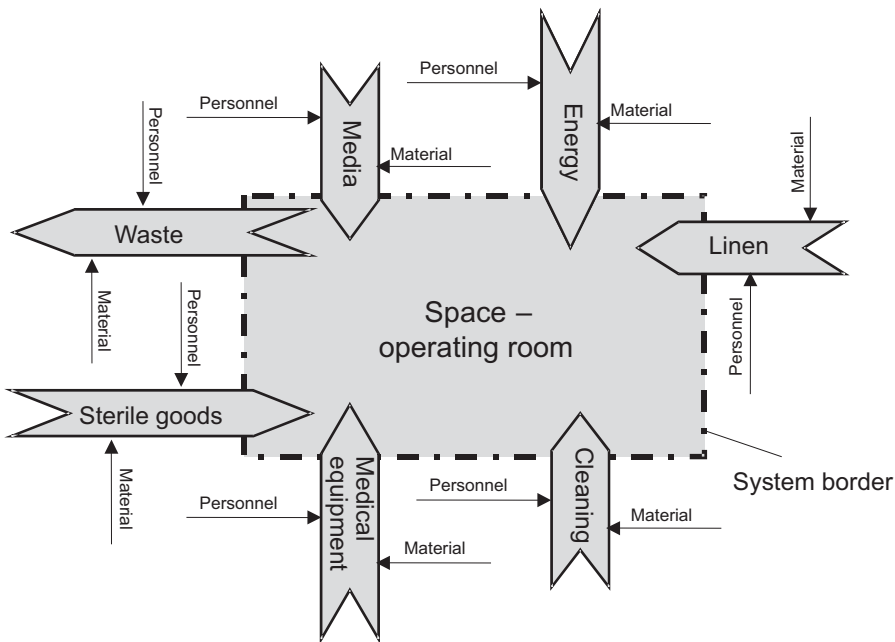 Personnel
Personnel
Material
Personnel
Material
Media
Energy
Material
Material
Waste
Linen
Personnel
Material
Personnel
Space –
operating room
Sterile goods
Material
Medical
equipment
Cleaning
System border
Personnel
Personnel
Material
Material